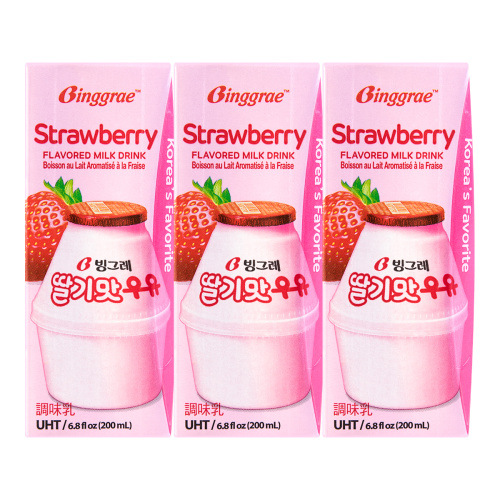 Binggrae™
Strawberry
FLAVORED MILK DRINK
Boisson au Lait Aromatisé à la Fraise
Korea's Favorite
빙그레
딸기맛우유
調味乳
UHT / 6.8 fl oz (200 mL)
Binggrae™
Strawberry
FLAVORED MILK DRINK
Boisson au Lait Aromatisé à la Fraise
Korea's Favorite
빙그레
딸기맛우유
調味乳
UHT / 6.8 fl oz (200 mL)
Binggrae™
Strawberry
FLAVORED MILK DRINK
Boisson au Lait Aromatisé à la Fraise
Korea's Favorite
빙그레
딸기맛우유
調味乳
UHT / 6.8 fl oz (200 mL)